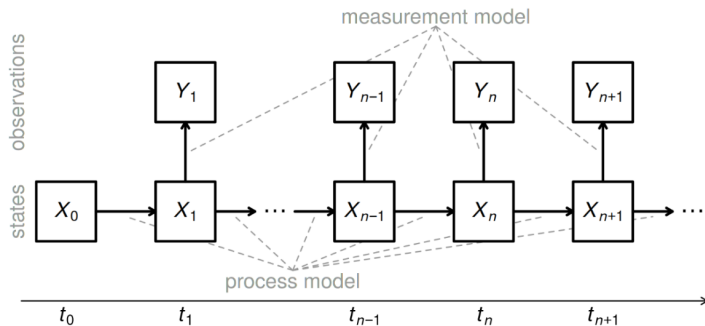 measurement model
observations
Y₁ Yₙ₋₁ Yₙ Yₙ₊₁
states
X₀ X₁ ··· Xₙ₋₁ Xₙ Xₙ₊₁ ···
process model
t₀ t₁ tₙ₋₁ tₙ tₙ₊₁